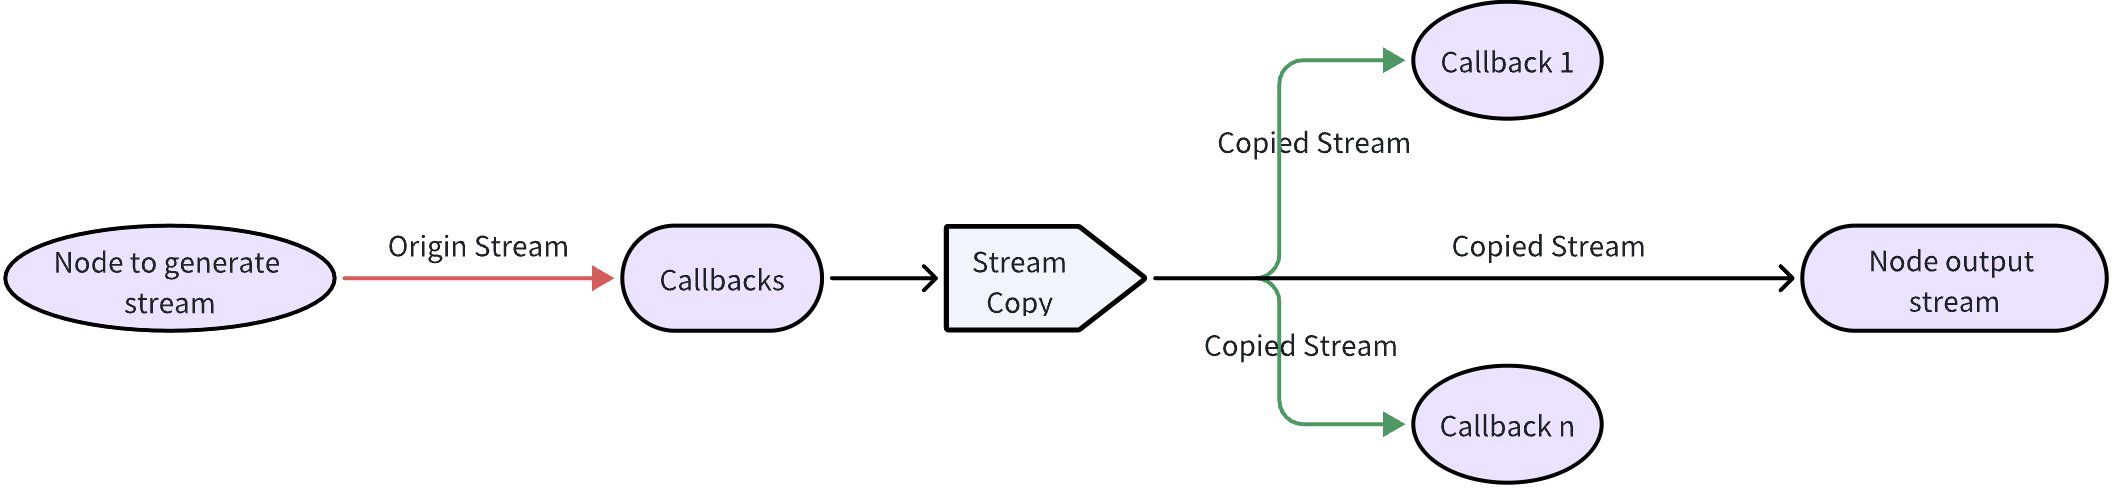 Callback 1
Copied Stream
Node to generate
stream
Origin Stream
Callbacks
Stream
Copy
Copied Stream
Node output
stream
Copied Stream
Callback n